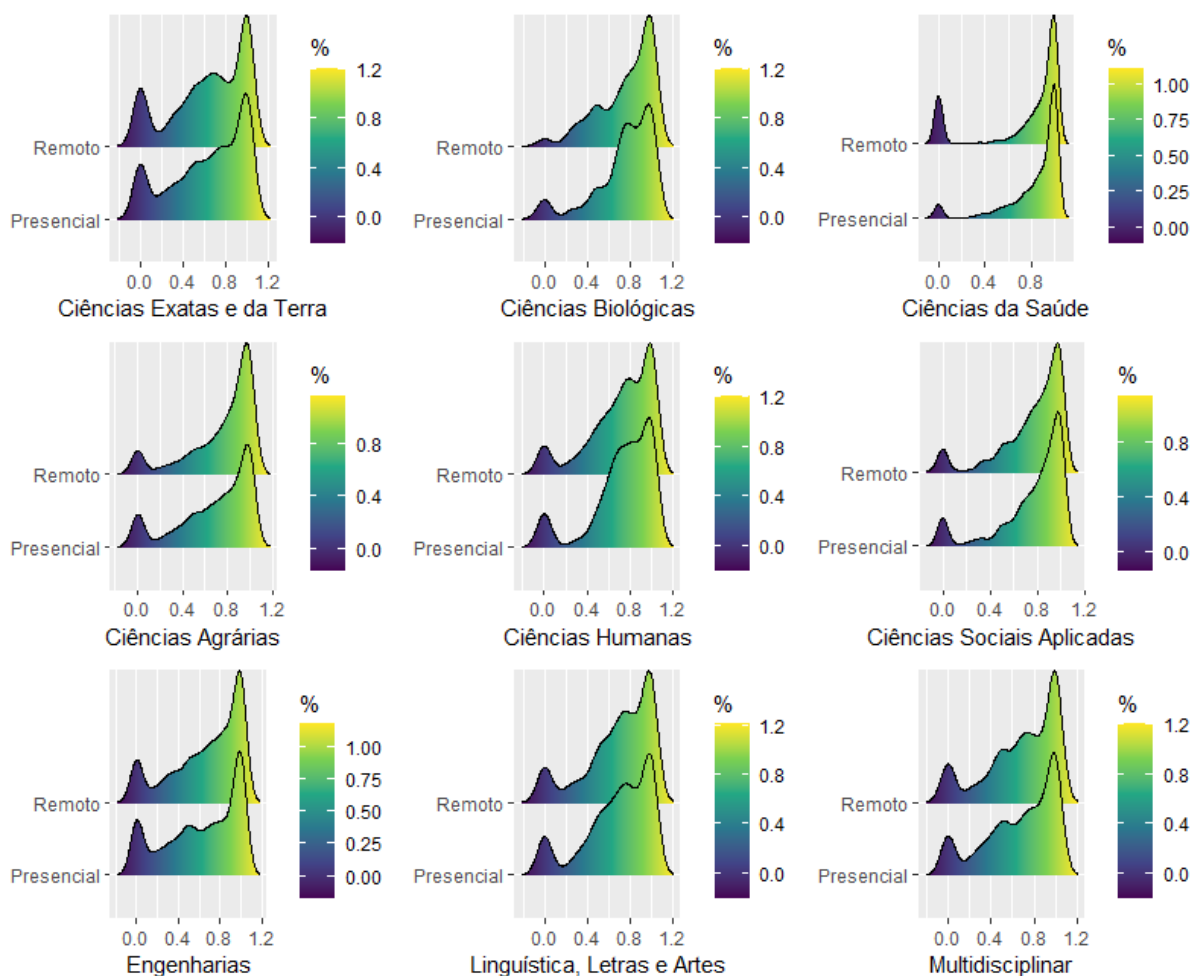 %
1.2
0.8
0.4
0.0
Remoto
Presencial
0.0 0.4 0.8 1.2
Ciências Exatas e da Terra
%
1.2
0.8
0.4
0.0
Remoto
Presencial
0.0 0.4 0.8 1.2
Ciências Biológicas
%
1.00
0.75
0.50
0.25
0.00
Remoto
Presencial
0.0 0.4 0.8
Ciências da Saúde
%
0.8
0.4
0.0
Remoto
Presencial
0.0 0.4 0.8 1.2
Ciências Agrárias
%
1.2
0.8
0.4
0.0
Remoto
Presencial
0.0 0.4 0.8 1.2
Ciências Humanas
%
0.8
0.4
0.0
Remoto
Presencial
0.0 0.4 0.8 1.2
Ciências Sociais Aplicadas
%
1.00
0.75
0.50
0.25
0.00
Remoto
Presencial
0.0 0.4 0.8 1.2
Engenharias
%
1.2
0.8
0.4
0.0
Remoto
Presencial
0.0 0.4 0.8 1.2
Linguística, Letras e Artes
%
1.2
0.8
0.4
0.0
Remoto
Presencial
0.0 0.4 0.8 1.2
Multidisciplinar